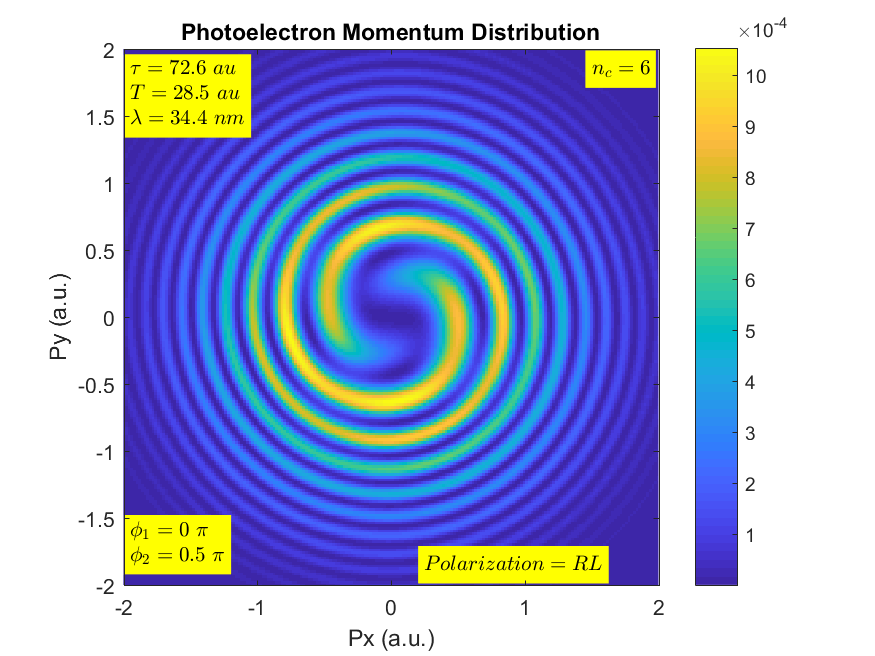 Photoelectron Momentum Distribution
×10⁻⁴
τ = 72.6 au
T = 28.5 au
λ = 34.4 nm
n_c = 6
2
1.5
1
0.5
0
-0.5
-1
-1.5
-2
Py (a.u.)
ϕ₁ = 0 π
ϕ₂ = 0.5 π
Polarization = RL
-2
-1
0
1
2
Px (a.u.)
10
9
8
7
6
5
4
3
2
1